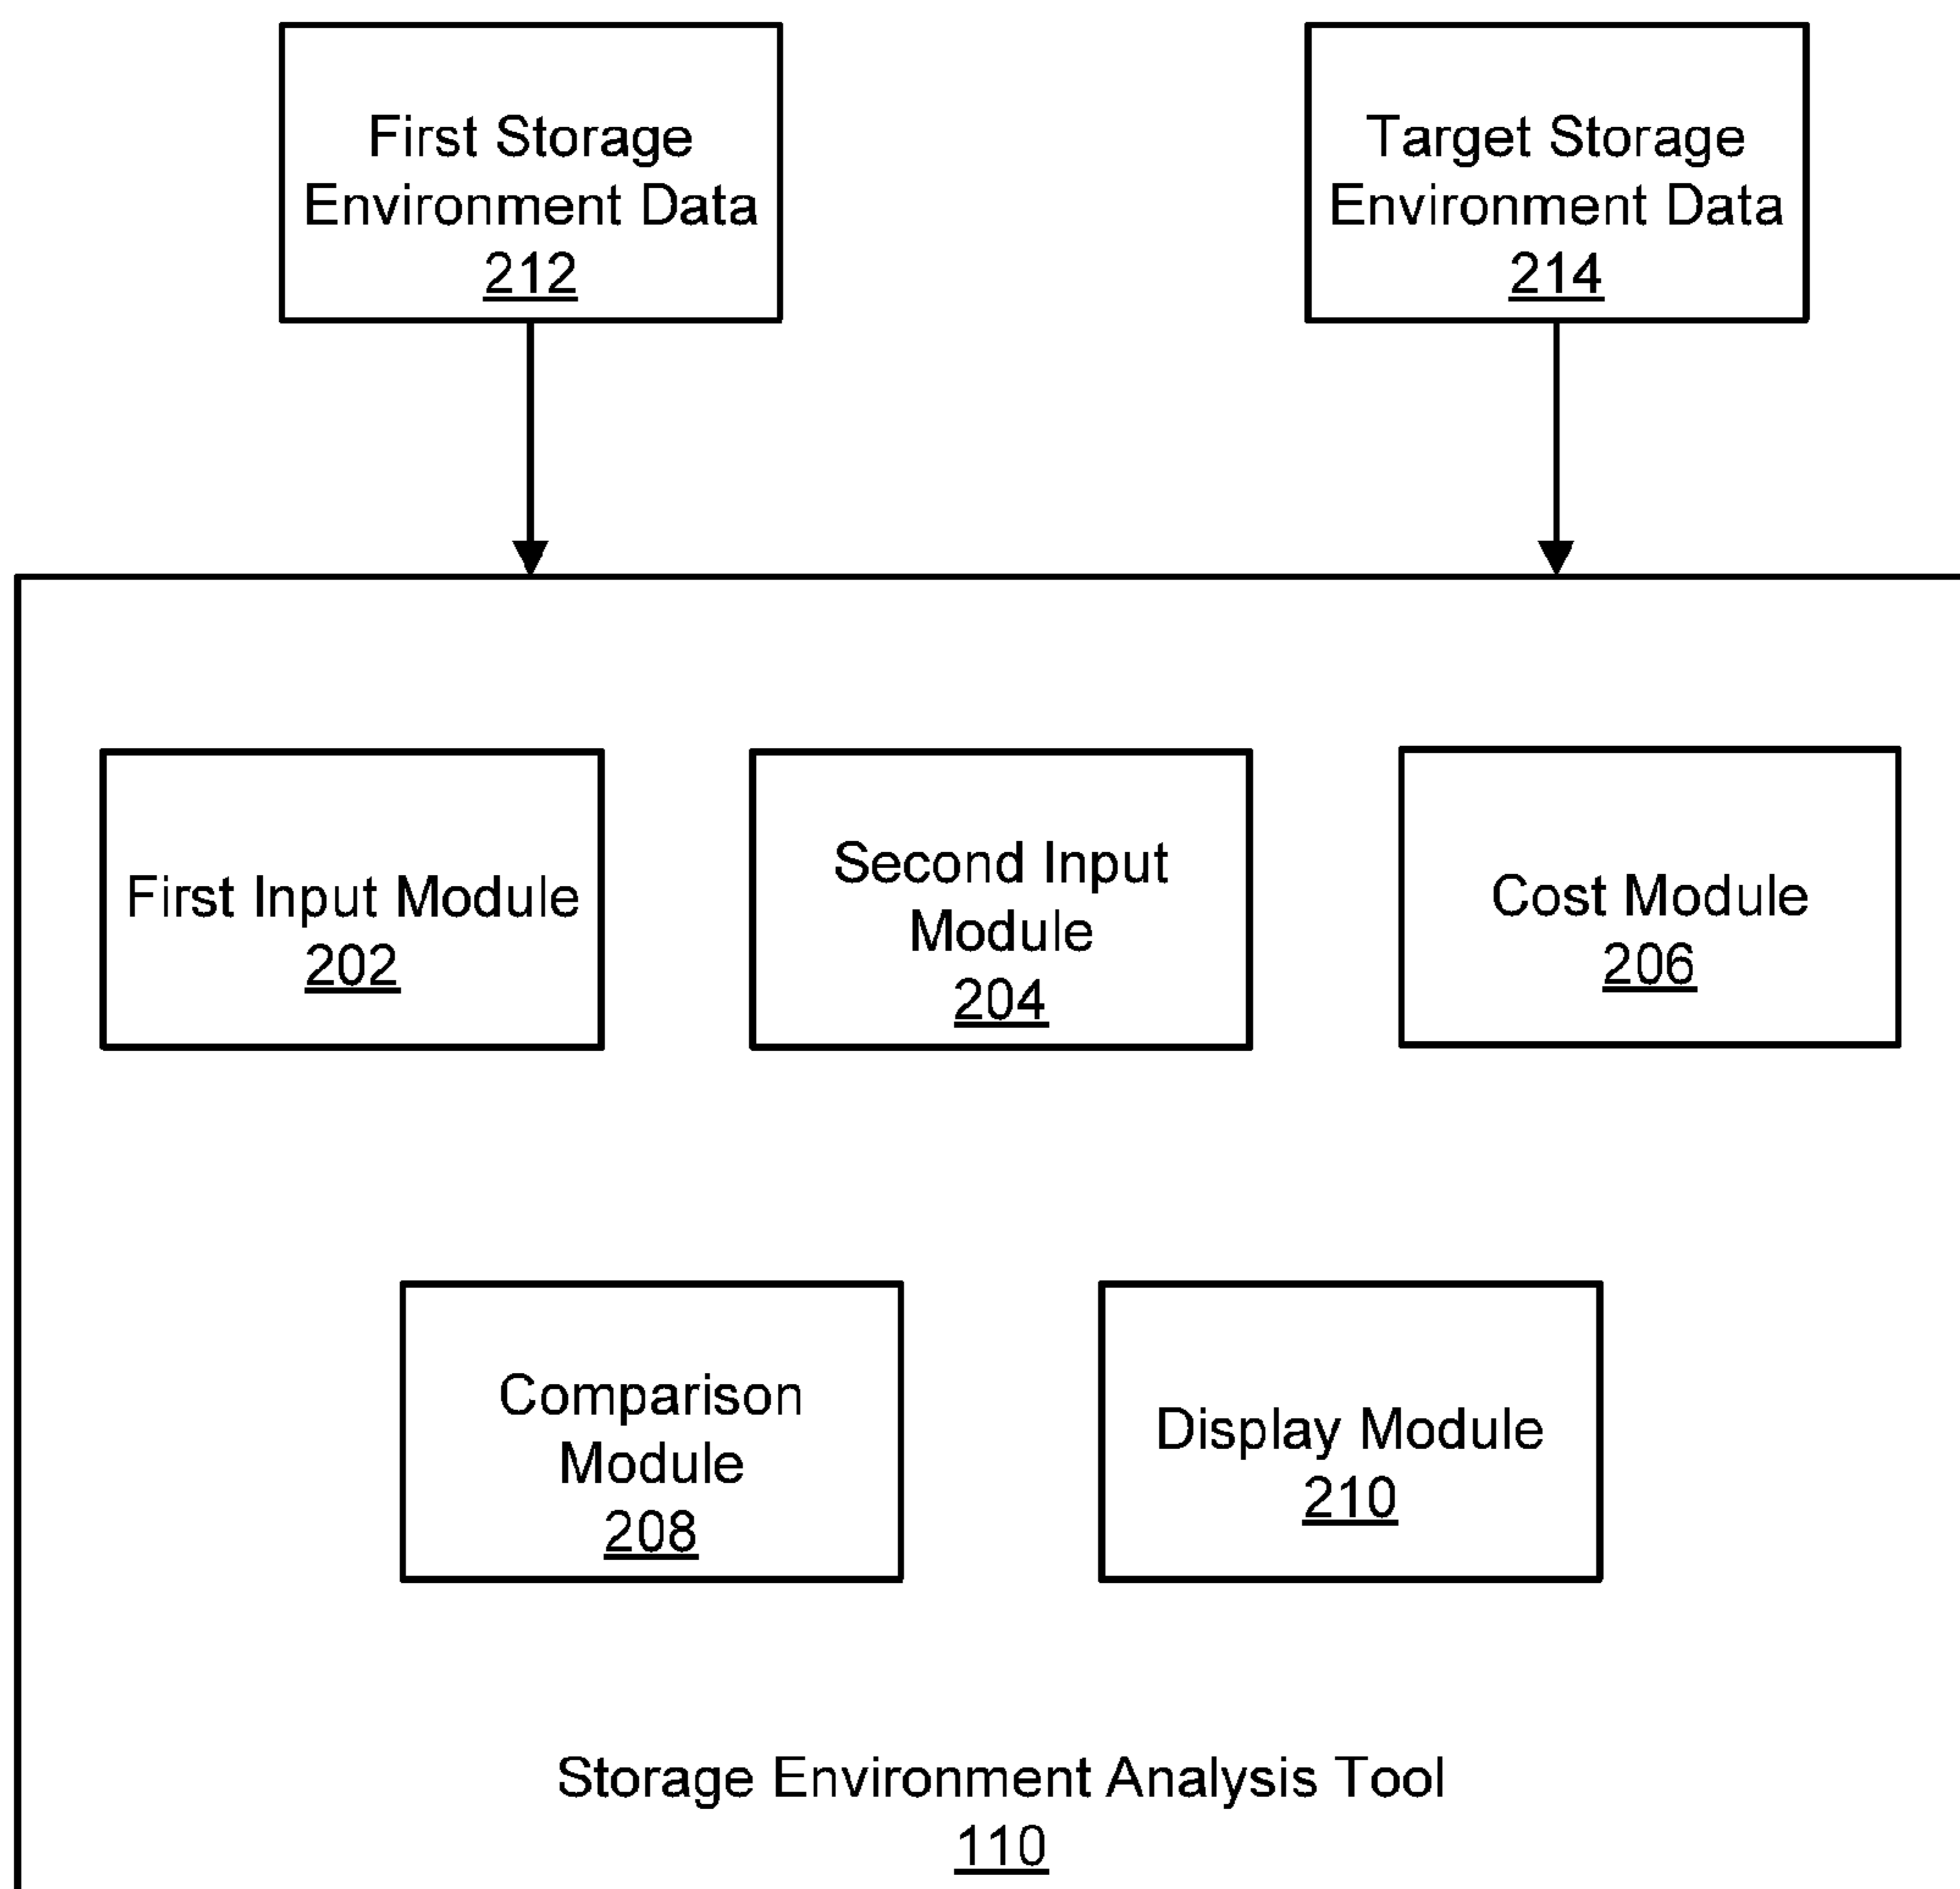 First Storage
Environment Data
212
Target Storage
Environment Data
214
First Input Module
202
Second Input
Module
204
Cost Module
206
Comparison
Module
208
Display Module
210
Storage Environment Analysis Tool
110